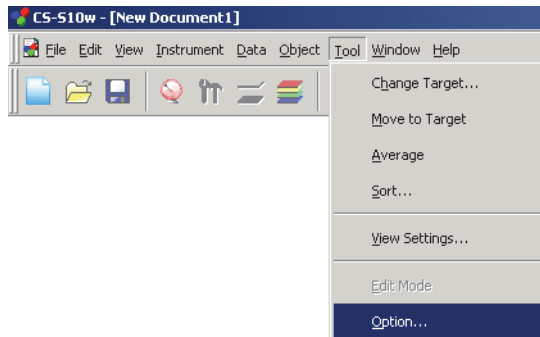 CS-S10w - [New Document1]
File Edit View Instrument Data Object Tool Window Help
Change Target...
Move to Target
Average
Sort...
View Settings...
Edit Mode
Option...